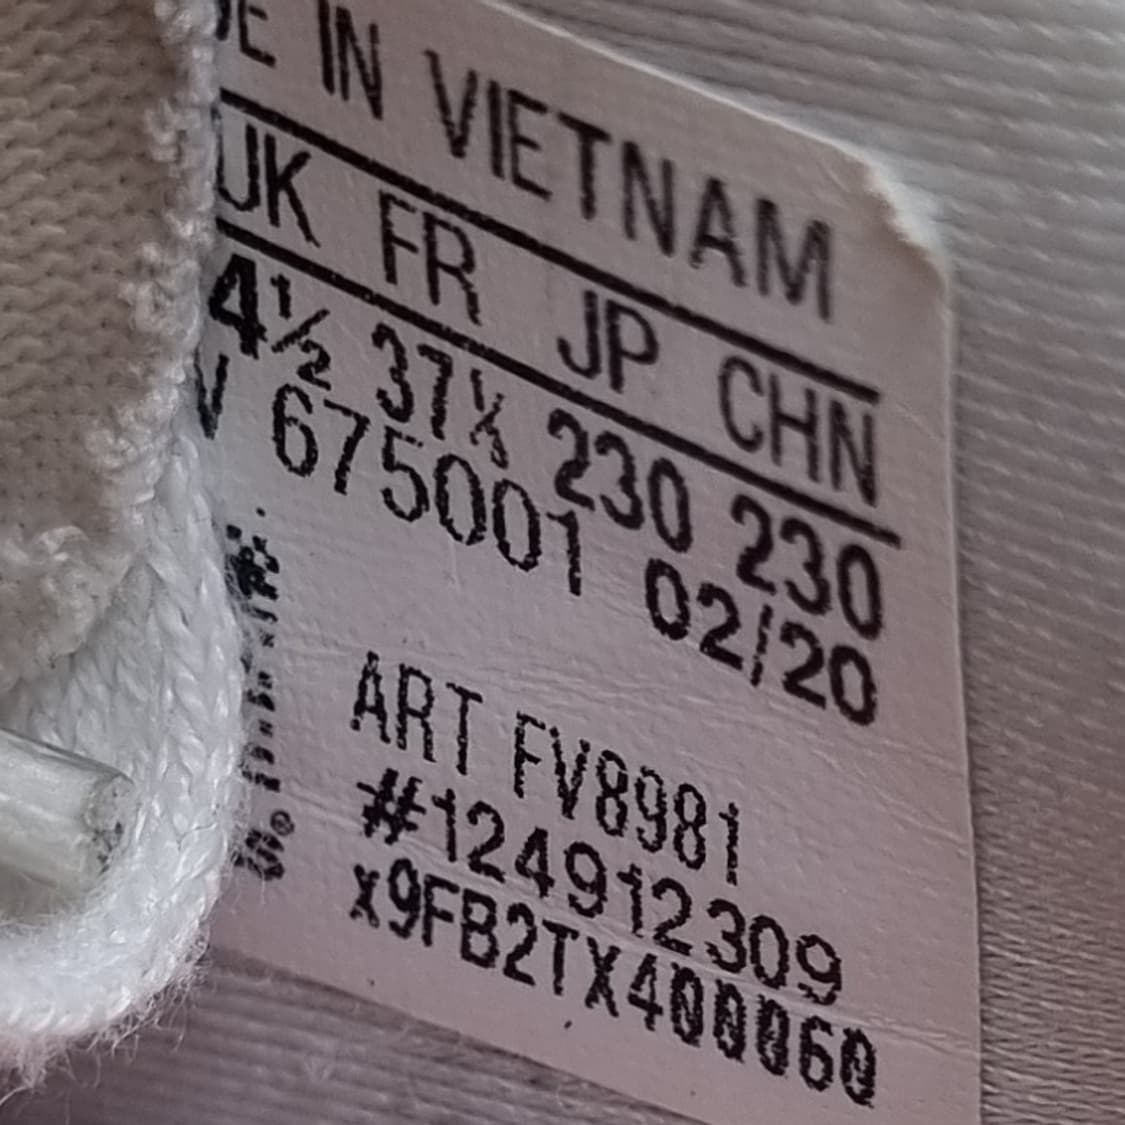 DE IN VIETNAM
UK FR JP CHN
4½ 37⅓ 230 230
V 675001 02/20
ART FV8981
#124912309
x9FB2TX400060